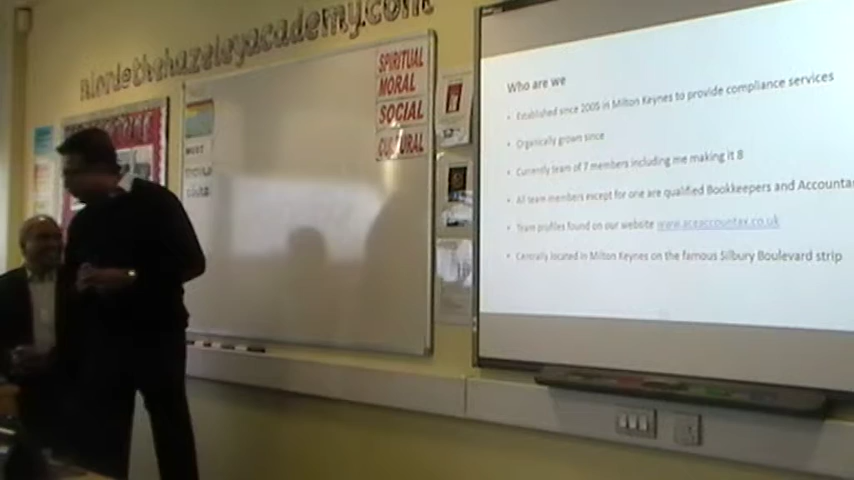 @thehazeleyacademy.com
SPIRITUAL
MORAL
SOCIAL
CULTURAL
MUST
Who are we
• Established since 2005 in Milton Keynes to provide compliance services
• Organically grown since
• Currently team of 7 members including me making it 8
• All team members except for one are qualified Bookkeepers and Accounta
• Team profiles found on our website www.aceaccountax.co.uk
• Centrally located in Milton Keynes on the famous Silbury Boulevard strip